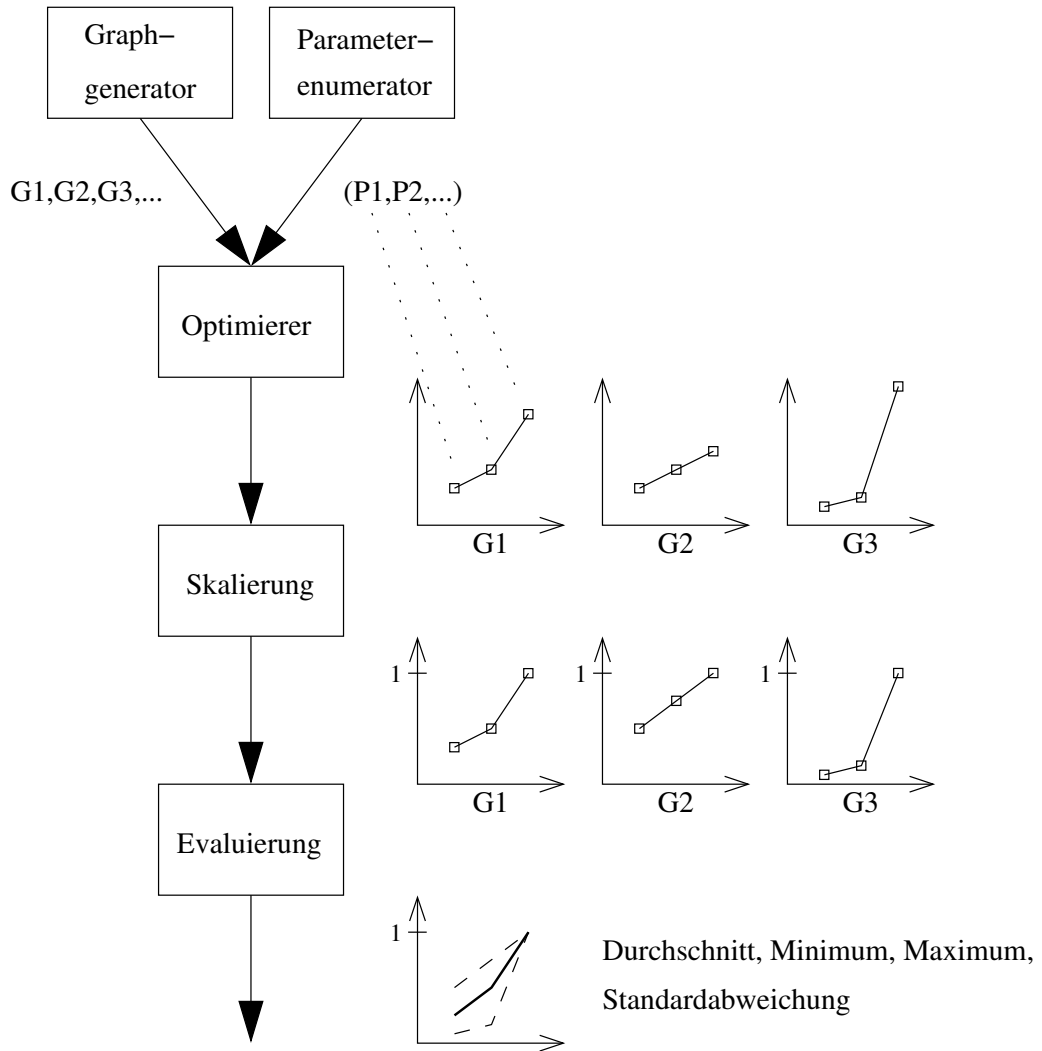 Graph–
generator
Parameter-
enumerator
G1,G2,G3,...
(P1,P2,...)
Optimierer
G1
G2
G3
Skalierung
1
1
1
G1
G2
G3
Evaluierung
1
Durchschnitt, Minimum, Maximum,
Standardabweichung